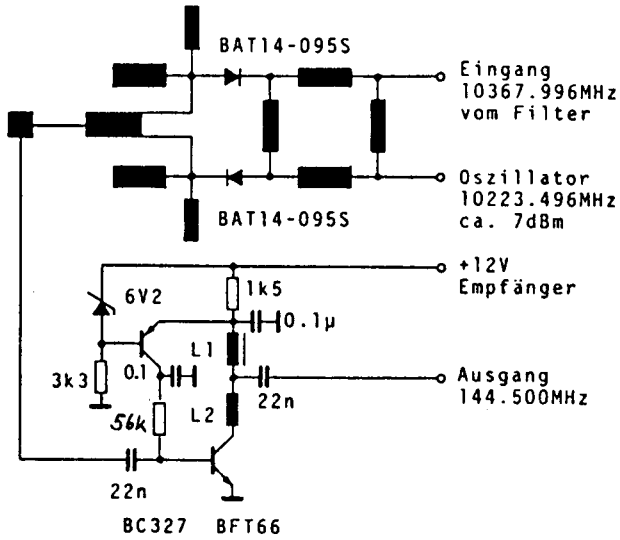 BAT14-095S
Eingang
10367.996MHz
vom Filter
Oszillator
10223.496MHz
ca. 7dBm
BAT14-095S
+12V
Empfänger
6V2
1k5
0.1µ
L1
3k3
0.1
22n
Ausgang
144.500MHz
56k
L2
22n
BC327 BFT66